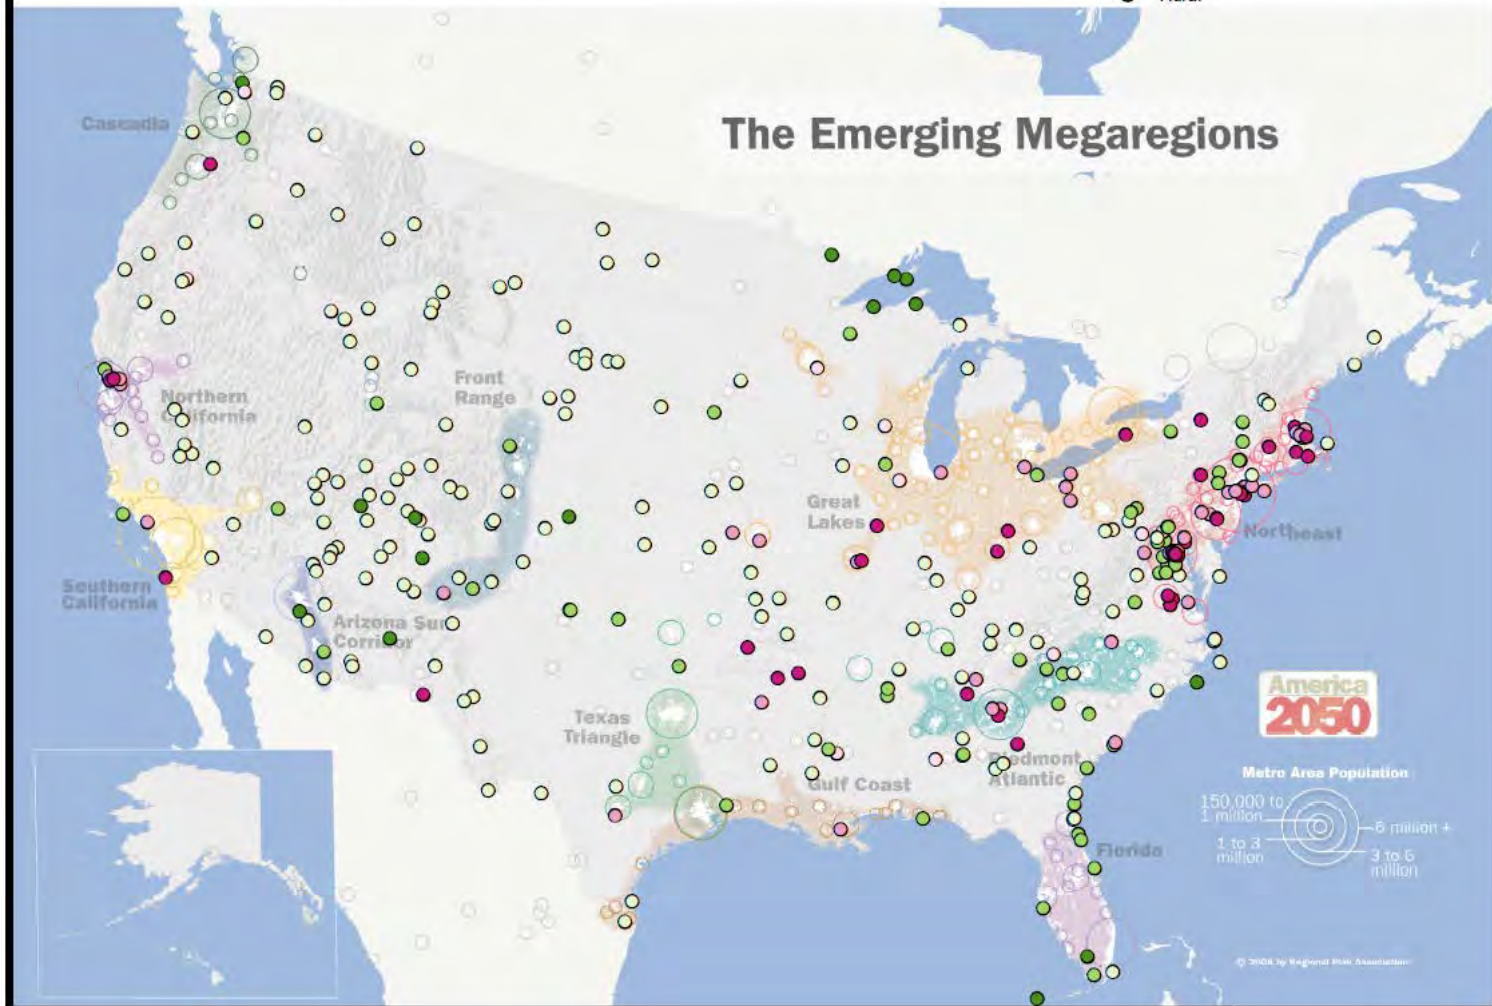 The Emerging Megaregions
Cascadia
Northern
California
Front
Range
Great
Lakes
Northeast
Southern
California
Arizona Sun
Corridor
America
2050
Texas
Triangle
Piedmont
Atlantic
Gulf Coast
Metro Area Population
150,000 to
1 million
6 million +
1 to 3
million
3 to 6
million
Florida